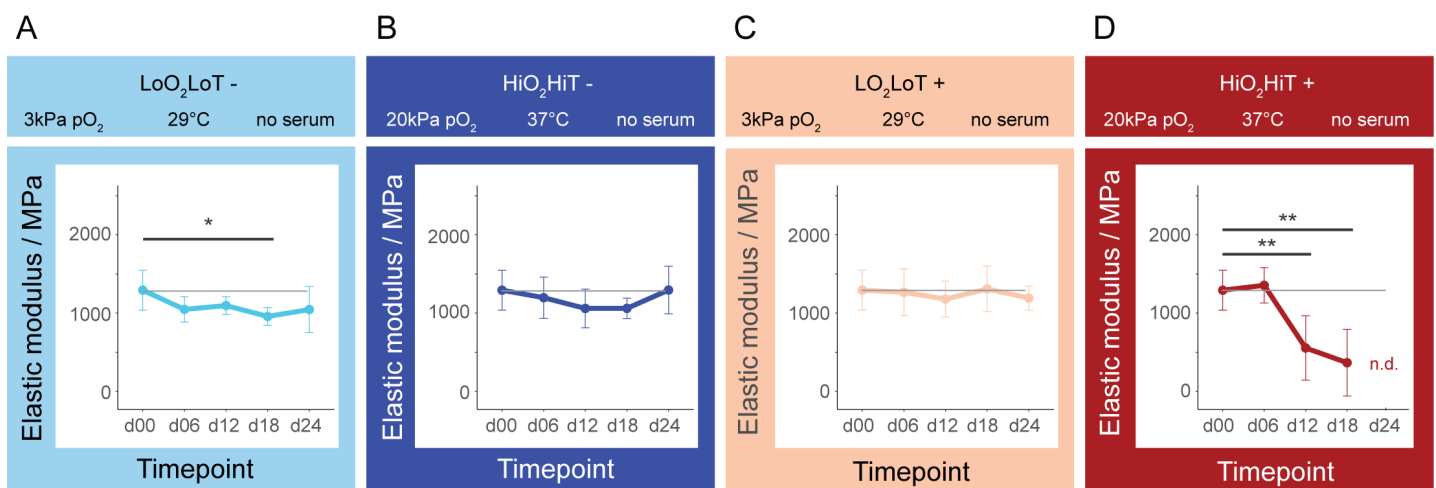 A
LoO₂LoT -
3kPa pO₂ 29°C no serum
Elastic modulus / MPa
2000
1000
0
*
d00 d06 d12 d18 d24
Timepoint
B
HiO₂HiT -
20kPa pO₂ 37°C no serum
Elastic modulus / MPa
2000
1000
0
d00 d06 d12 d18 d24
Timepoint
C
LO₂LoT +
3kPa pO₂ 29°C no serum
Elastic modulus / MPa
2000
1000
0
d00 d06 d12 d18 d24
Timepoint
D
HiO₂HiT +
20kPa pO₂ 37°C no serum
Elastic modulus / MPa
2000
1000
0
**
**
n.d.
d00 d06 d12 d18 d24
Timepoint